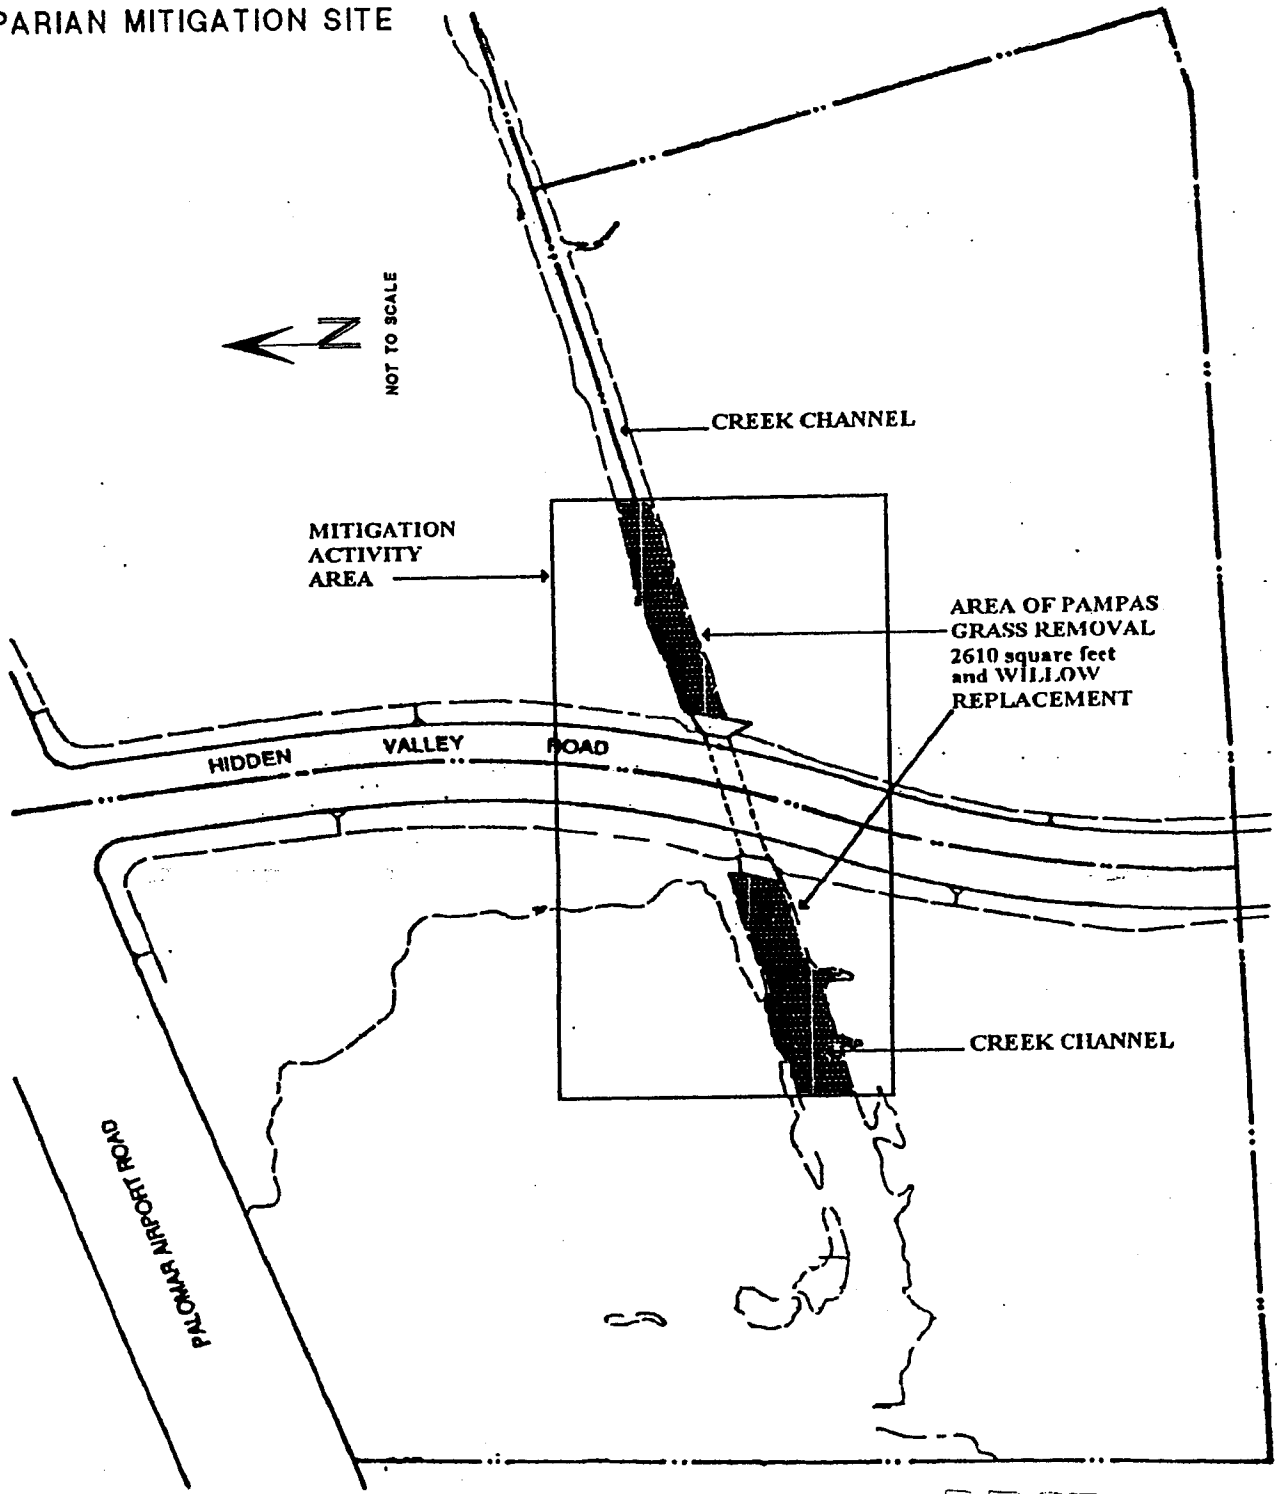 PARIAN MITIGATION SITE
N
NOT TO SCALE
CREEK CHANNEL
MITIGATION
ACTIVITY
AREA
AREA OF PAMPAS
GRASS REMOVAL
2610 square feet
and WILLOW
REPLACEMENT
HIDDEN VALLEY ROAD
CREEK CHANNEL
PALOMAR AIRPORT ROAD